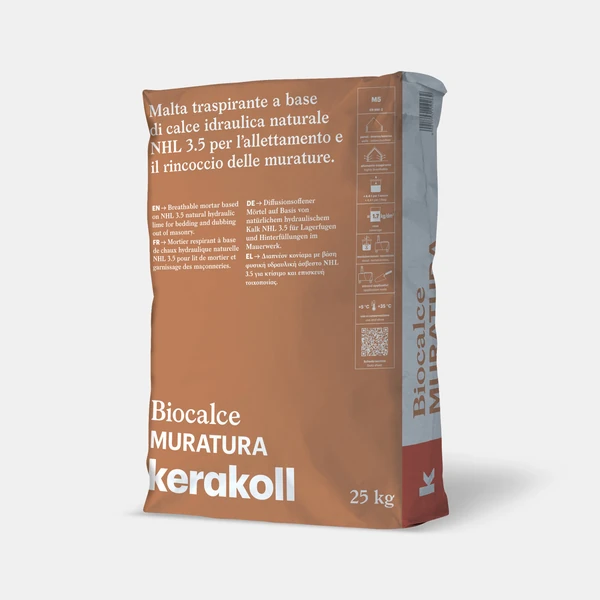 Malta traspirante a base
di calce idraulica naturale
NHL 3.5 per l'allettamento e
il rincoccio delle murature.
EN → Breathable mortar based
on NHL 3.5 natural hydraulic
lime for bedding and dubbing
out of masonry.
FR → Mortier respirant à base
de chaux hydraulique naturelle
NHL 3.5 pour lit de mortier et
garnissage des maçonneries.
DE → Diffusionsoffener
Mörtel auf Basis von
natürlichem hydraulischem
Kalk NHL 3.5 für Lagerfugen
und Hinterfüllungen im
Mauerwerk.
EL → Διαπνέον κονίαμα με βάση
φυσική υδραυλική άσβεστο NHL
3.5 για κτίσιμο και επισκευή
τοιχοποιίας.
M5
+5 °C +35 °C
Biocalce
MURATURA
kerakoll
25 kg
Biocalce
MURATURA